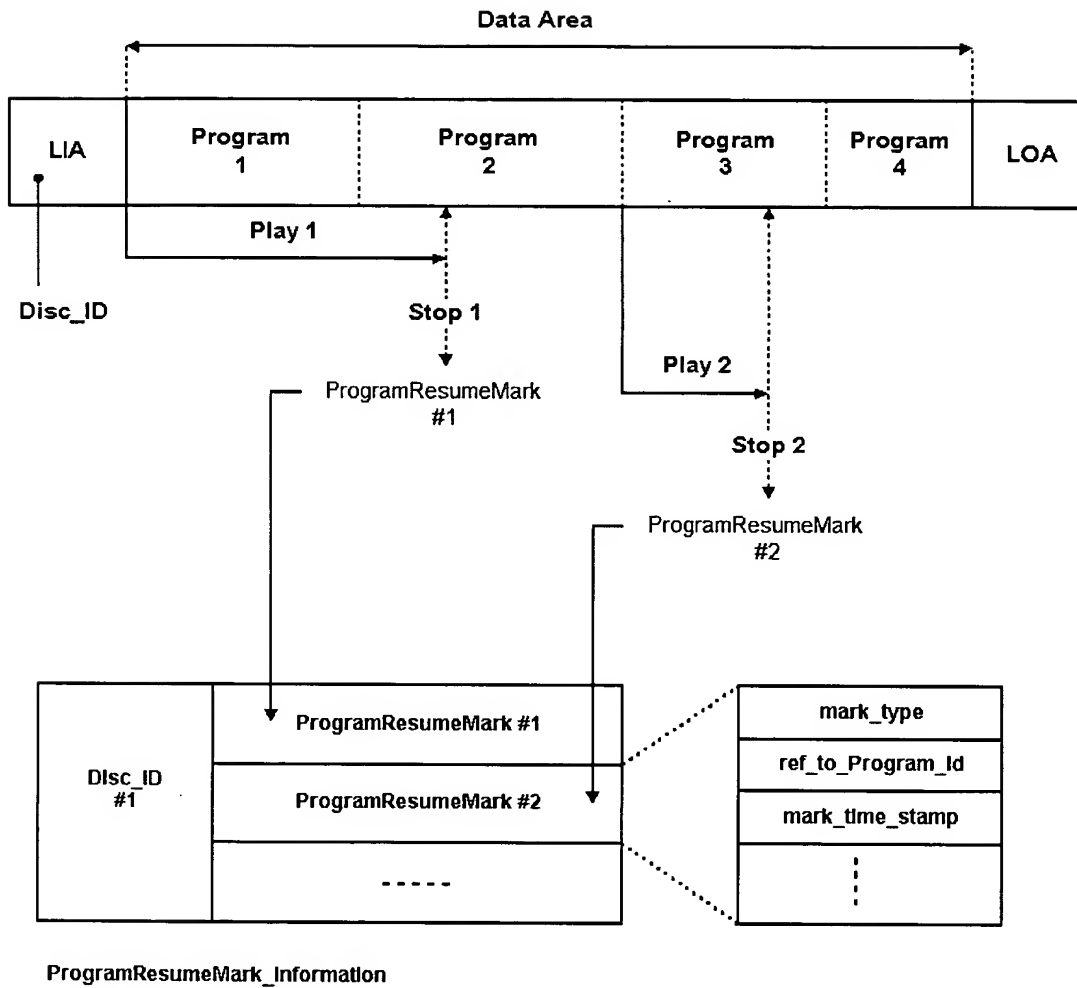 Data Area
LIA
Program
1
Program
2
Program
3
Program
4
LOA
Play 1
Disc_ID
Stop 1
Play 2
ProgramResumeMark
#1
Stop 2
ProgramResumeMark
#2
Disc_ID
#1
ProgramResumeMark #1
ProgramResumeMark #2
mark_type
ref_to_Program_Id
mark_time_stamp
ProgramResumeMark_Information